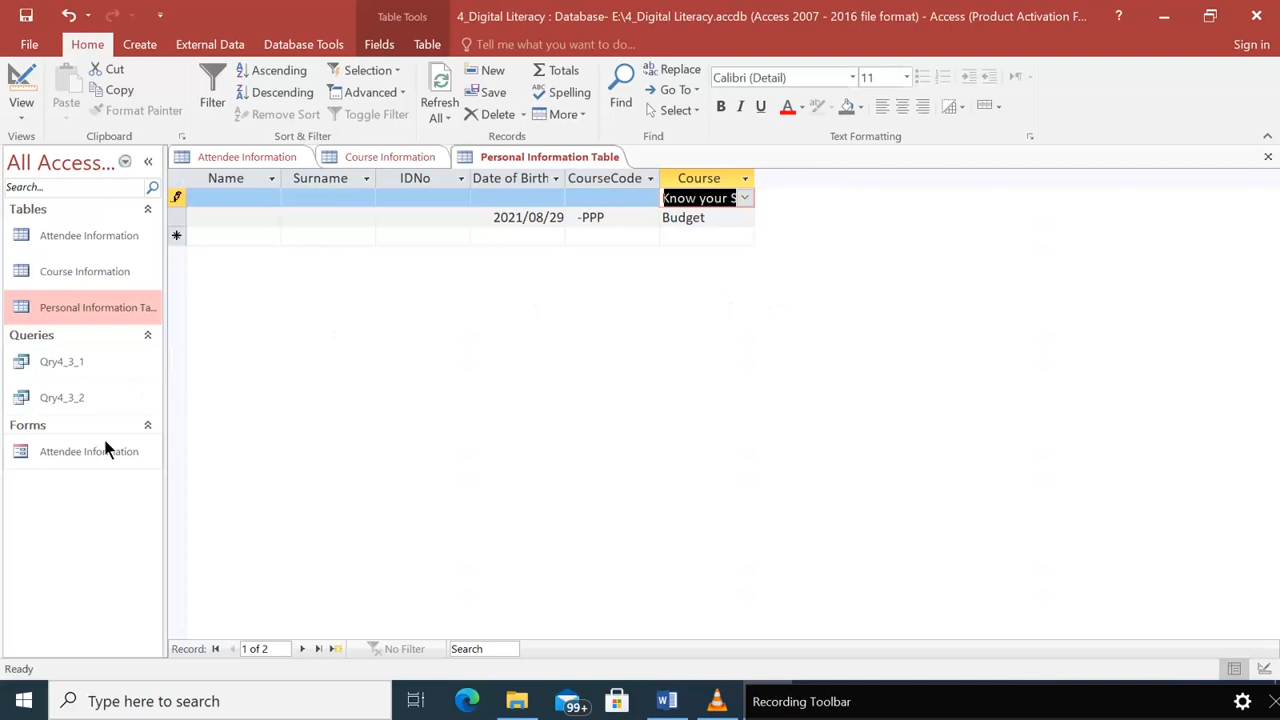 Table Tools
4_Digital Literacy : Database- E:\4_Digital Literacy.accdb (Access 2007 - 2016 file format) - Access (Product Activation F...
?
File Home Create External Data Database Tools Fields Table Tell me what you want to do... Sign in
View
Views
Paste
Cut
Copy
Format Painter
Clipboard
Filter
Ascending
Descending
Remove Sort
Selection
Advanced
Toggle Filter
Sort & Filter
Refresh
All
New
Save
Delete
Totals
Spelling
More
Records
Find
Replace
Go To
Select
Find
Calibri (Detail) 11
B I U A
Text Formatting
All Access...
Search...
Tables
Attendee Information
Course Information
Personal Information Ta...
Queries
Qry4_3_1
Qry4_3_2
Forms
Attendee Information
Attendee Information Course Information Personal Information Table
Name Surname IDNo Date of Birth CourseCode Course
Know your S
2021/08/29 -PPP Budget
Record: 1 of 2 No Filter Search
Ready
Type here to search 99+ Recording Toolbar